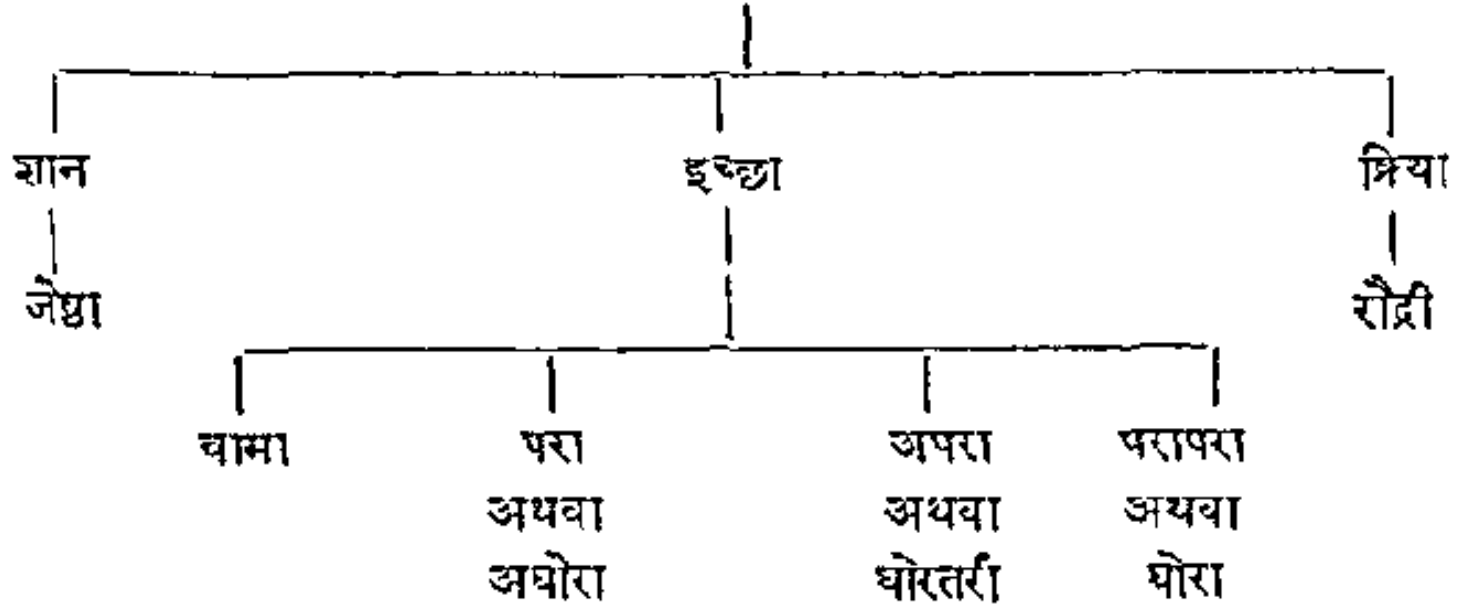 ज्ञान इच्छा क्रिया
जेष्ठा रौद्री
वामा परा अपरा परापरा
अथवा अथवा अथवा
अघोरा घोरतरी घोरा